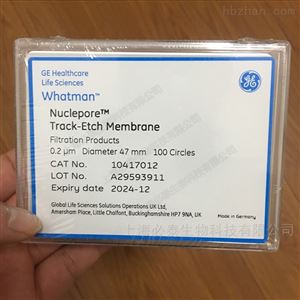 GE Healthcare
Life Sciences
Whatman™
Nuclepore™
Track-Etch Membrane
Filtration Products
0.2 µm Diameter 47 mm 100 Circles
CAT No. 10417012
LOT No. A29593911
Expiry date 2024-12
Global Life Sciences Solutions Operations UK Ltd,
Amersham Place, Little Chalfont, Buckinghamshire HP7 9NA, UK
Made in Germany
上海必泰生物科技有限公司